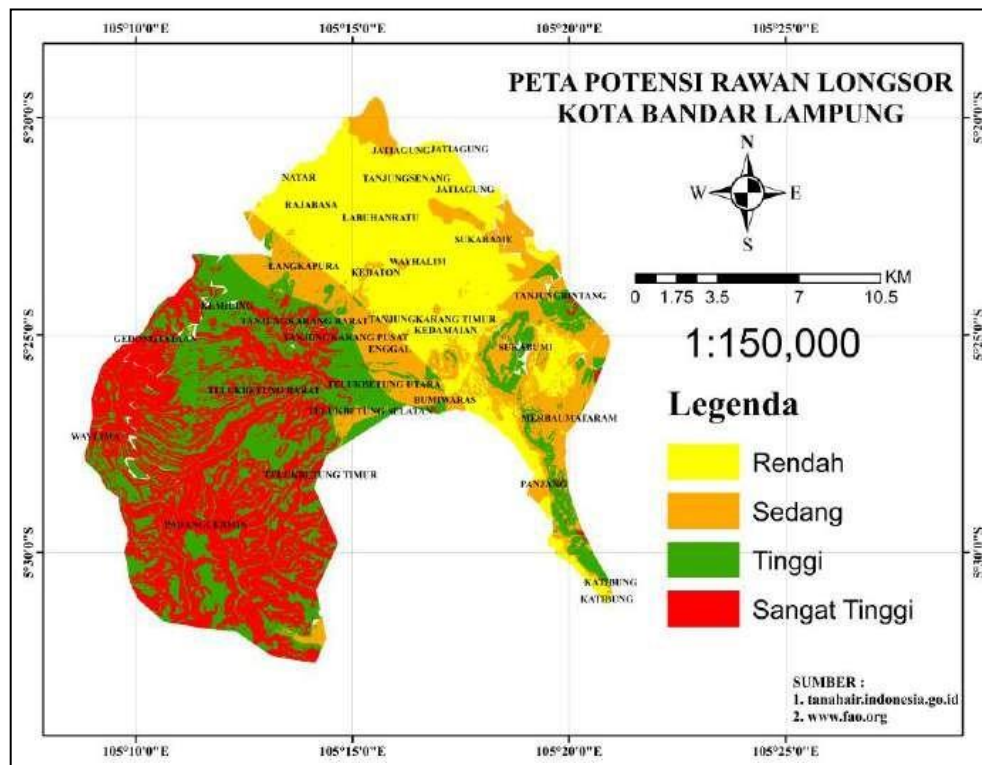 105°10'0"E 105°15'0"E 105°20'0"E 105°25'0"E
PETA POTENSI RAWAN LONGSOR
KOTA BANDAR LAMPUNG
5°20'0"S 5°20'0"S
N
W E
S
JATIAGUNG JATIAGUNG
NATAR TANJUNGSENANG
JATIAGUNG
RAJABASA
LABUHANRATU
SUKARAME
LANGKAPURA WAYHALIM
KEDATON
KM
0 1.75 3.5 7 10.5
TANJUNGBINTANG
KEMILING
TANJUNGKARANG BARAT TANJUNGKARANG TIMUR
KEDAMAIAN
5°25'0"S 5°25'0"S
GEDONGTATAAN TANJUNGKARANG PUSAT
ENGGAL SUKABUMI
1:150,000
TELUKBETUNG BARAT TELUKBETUNG UTARA
BUMIWARAS
TELUKBETUNG SELATAN
MERBAUMATARAM
Legenda
WAYLIMA
Rendah
TELUKBETUNG TIMUR
PANJANG
Sedang
PADANGCERMIN
5°30'0"S 5°30'0"S
Tinggi
KATIBUNG
KATIBUNG
Sangat Tinggi
SUMBER :
1. tanahair.indonesia.go.id
2. www.fao.org
105°10'0"E 105°15'0"E 105°20'0"E 105°25'0"E